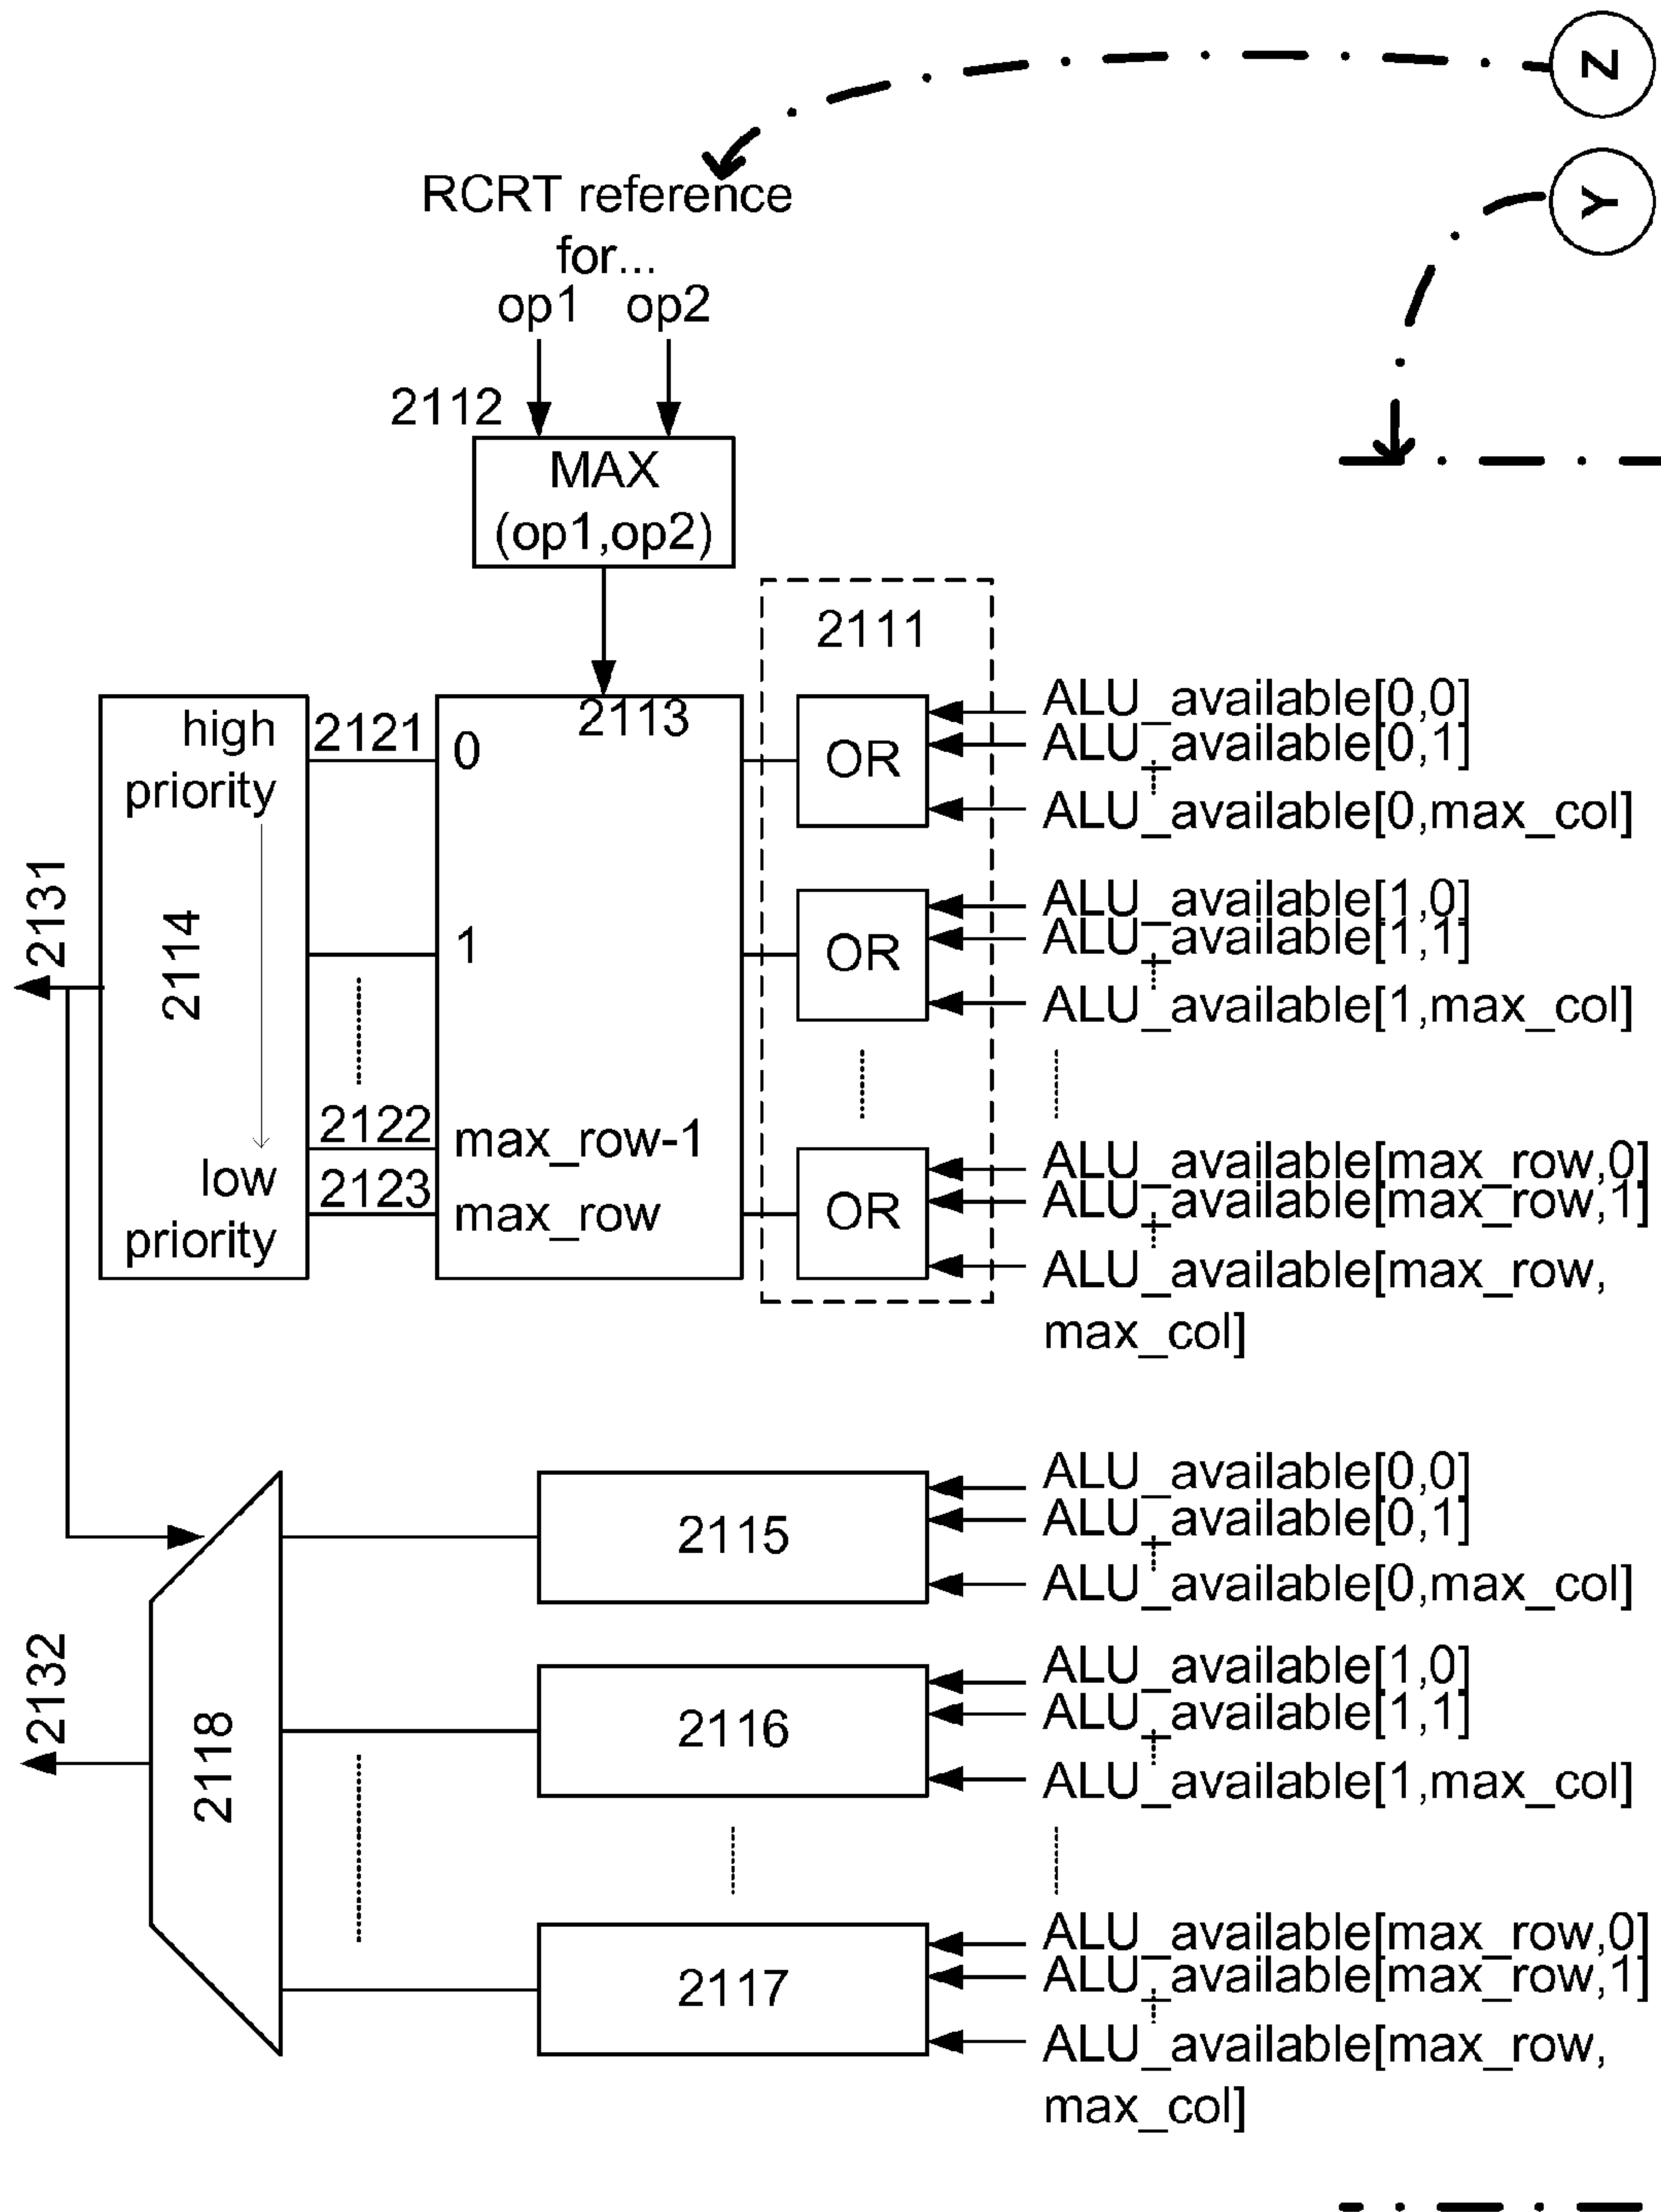 Z
Y
RCRT reference
for...
op1 op2
2112
MAX
(op1,op2)
2111
2113
high
priority
2121
0
OR
ALU_available[0,0]
ALU_available[0,1]
ALU_available[0,max_col]
2131
2114
1
OR
ALU_available[1,0]
ALU_available[1,1]
ALU_available[1,max_col]
2122
max_row-1
low
priority
2123
max_row
OR
ALU_available[max_row,0]
ALU_available[max_row,1]
ALU_available[max_row,
max_col]
2115
ALU_available[0,0]
ALU_available[0,1]
ALU_available[0,max_col]
2132
2118
2116
ALU_available[1,0]
ALU_available[1,1]
ALU_available[1,max_col]
2117
ALU_available[max_row,0]
ALU_available[max_row,1]
ALU_available[max_row,
max_col]